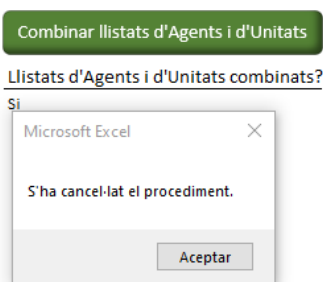 Combinar llistats d'Agents i d'Unitats
Llistats d'Agents i d'Unitats combinats?
Si
Microsoft Excel
S'ha cancel·lat el procediment.
Aceptar